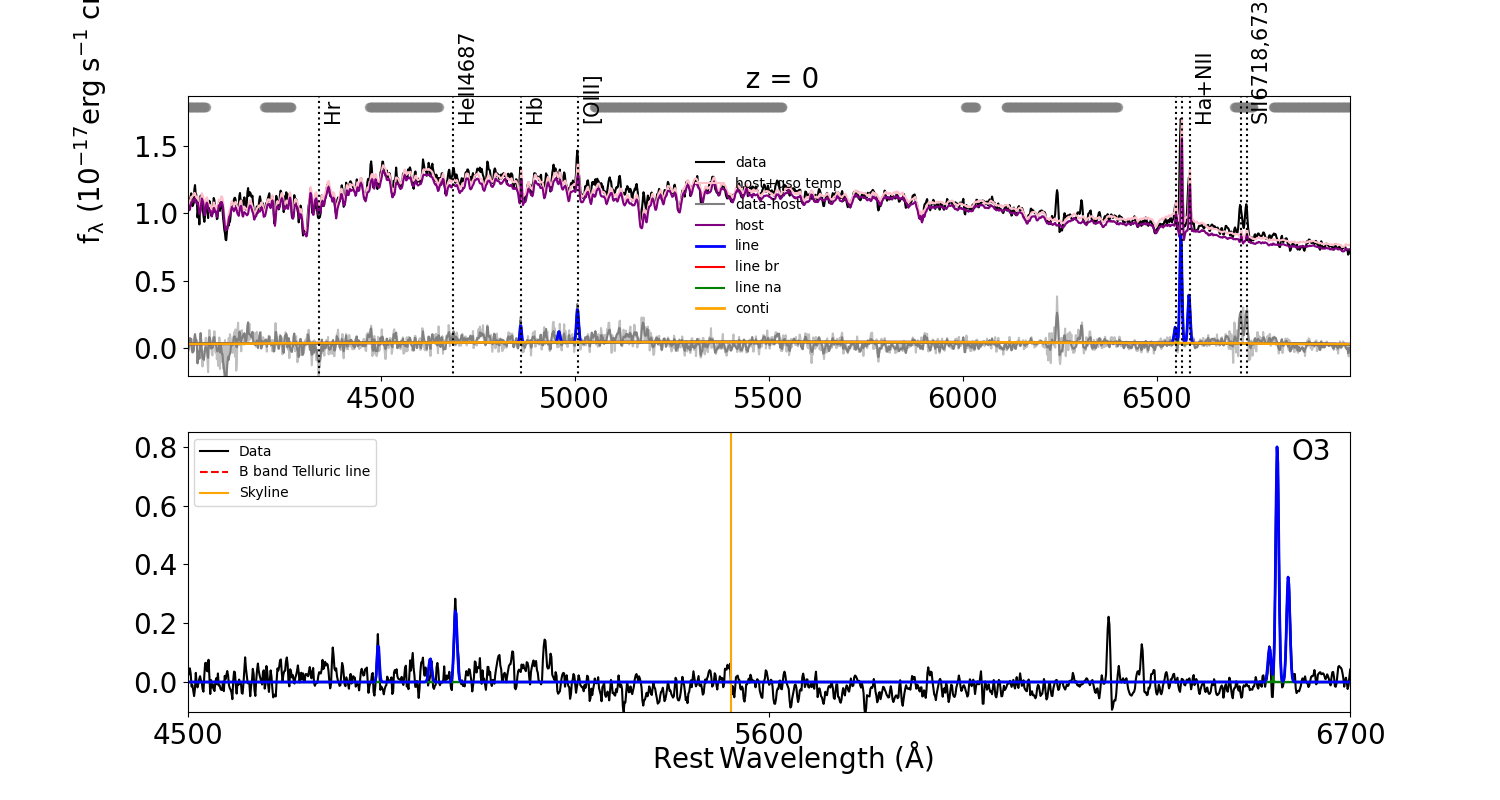 z = 0
Hr
HeII4687
Hb
[OIII]
Ha+NII
SII6718,673
fλ (10−17erg s−1
1.5
1.0
0.5
0.0
data
host+qso temp
data-host
host
line
line br
line na
conti
4500 5000 5500 6000 6500
0.8
0.6
0.4
0.2
0.0
Data
B band Telluric line
Skyline
O3
4500 5600 6700
Rest Wavelength (Å)